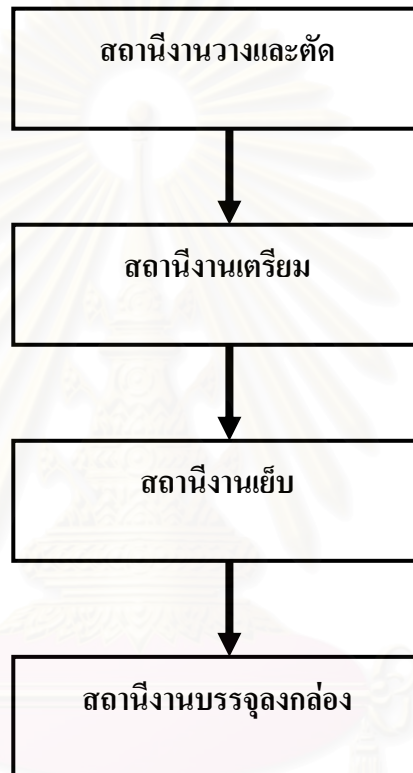 สถานีงานวางและตัด
สถานีงานเตรียม
สถานีงานเย็บ
สถานีงานบรรจุลงกล่อง